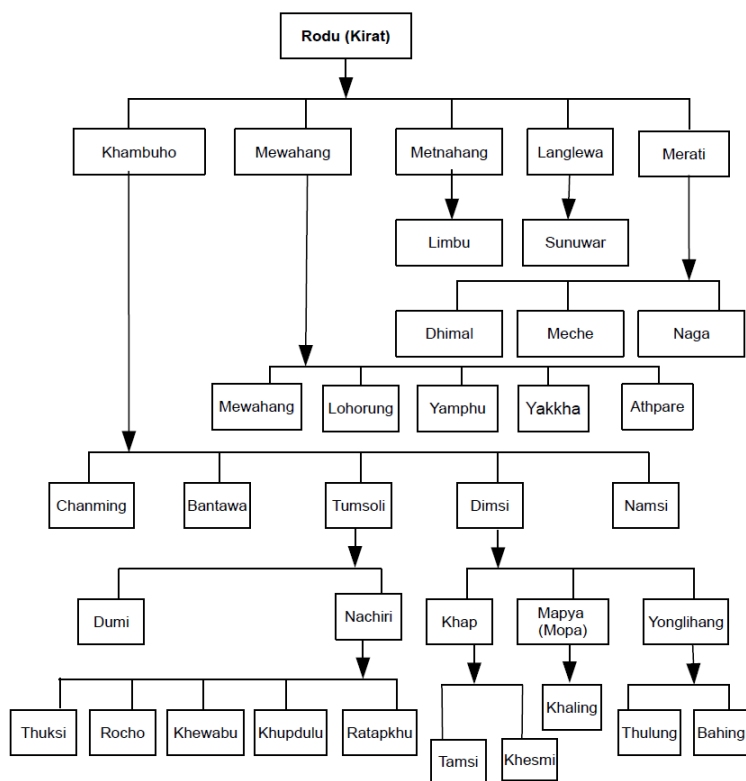 Rodu (Kirat)
Khambuho
Mewahang
Metnahang
Langlewa
Merati
Limbu
Sunuwar
Dhimal
Meche
Naga
Mewahang
Lohorung
Yamphu
Yakkha
Athpare
Chanming
Bantawa
Tumsoli
Dimsi
Namsi
Dumi
Nachiri
Khap
Mapya
(Mopa)
Yonglihang
Thuksi
Rocho
Khewabu
Khupdulu
Ratapkhu
Tamsi
Khesmi
Khaling
Thulung
Bahing